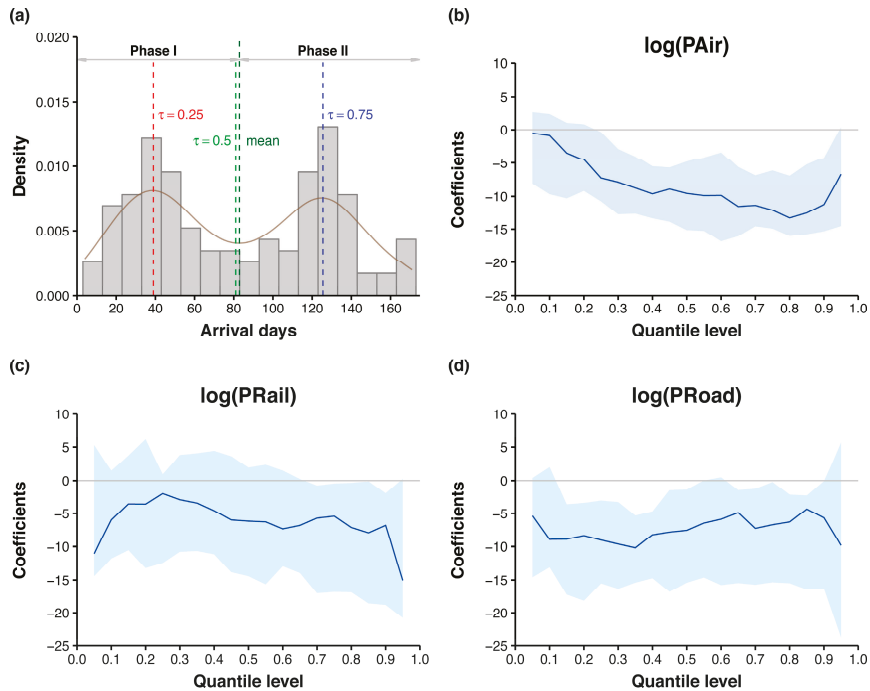 (a)
0.020
0.015
0.010
0.005
0.000
Density
Phase I
Phase II
τ=0.25
τ=0.5
mean
τ=0.75
0 20 40 60 80 100 120 140 160
Arrival days
(b)
log(PAir)
10
5
0
−5
−10
−15
−20
−25
Coefficients
0.0 0.1 0.2 0.3 0.4 0.5 0.6 0.7 0.8 0.9 1.0
Quantile level
(c)
log(PRail)
10
5
0
−5
−10
−15
−20
−25
Coefficients
0.0 0.1 0.2 0.3 0.4 0.5 0.6 0.7 0.8 0.9 1.0
Quantile level
(d)
log(PRoad)
10
5
0
−5
−10
−15
−20
−25
Coefficients
0.0 0.1 0.2 0.3 0.4 0.5 0.6 0.7 0.8 0.9 1.0
Quantile level